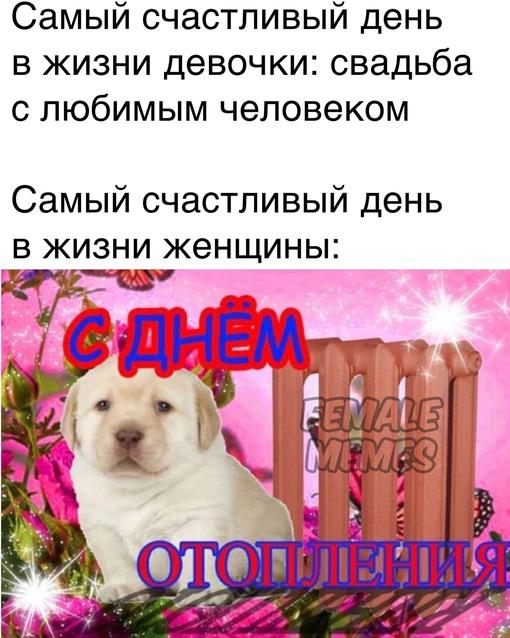 Самый счастливый день
в жизни девочки: свадьба
с любимым человеком
Самый счастливый день
в жизни женщины:
С ДНЁМ
FEMALE
MEMES
ОТОПЛЕНИЯ